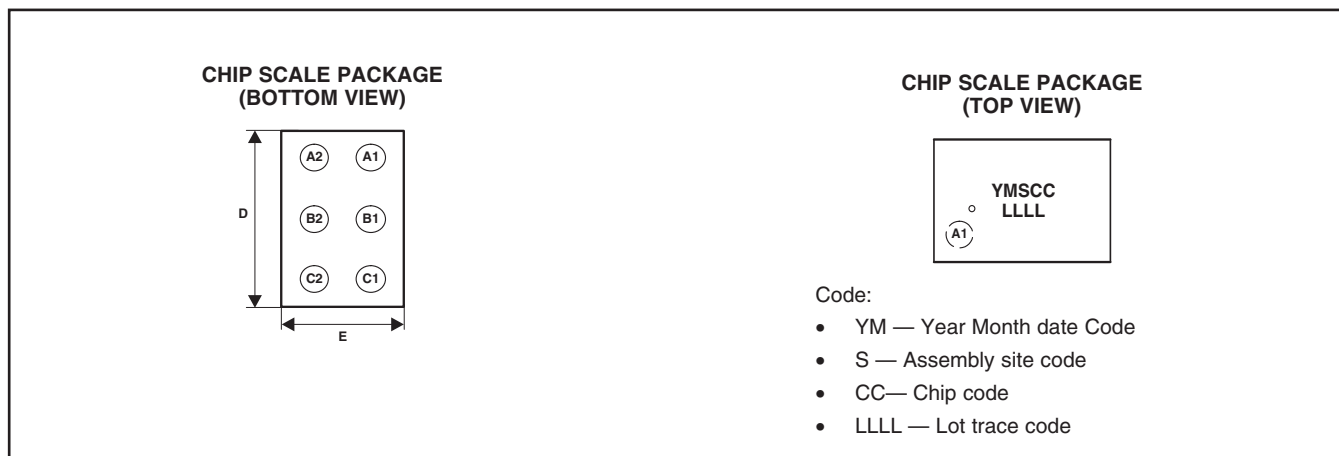 CHIP SCALE PACKAGE
(BOTTOM VIEW)
A2 A1
D
B2 B1
C2 C1
E
CHIP SCALE PACKAGE
(TOP VIEW)
YMSCC
LLLL
A1
Code:
• YM — Year Month date Code
• S — Assembly site code
• CC— Chip code
• LLLL — Lot trace code